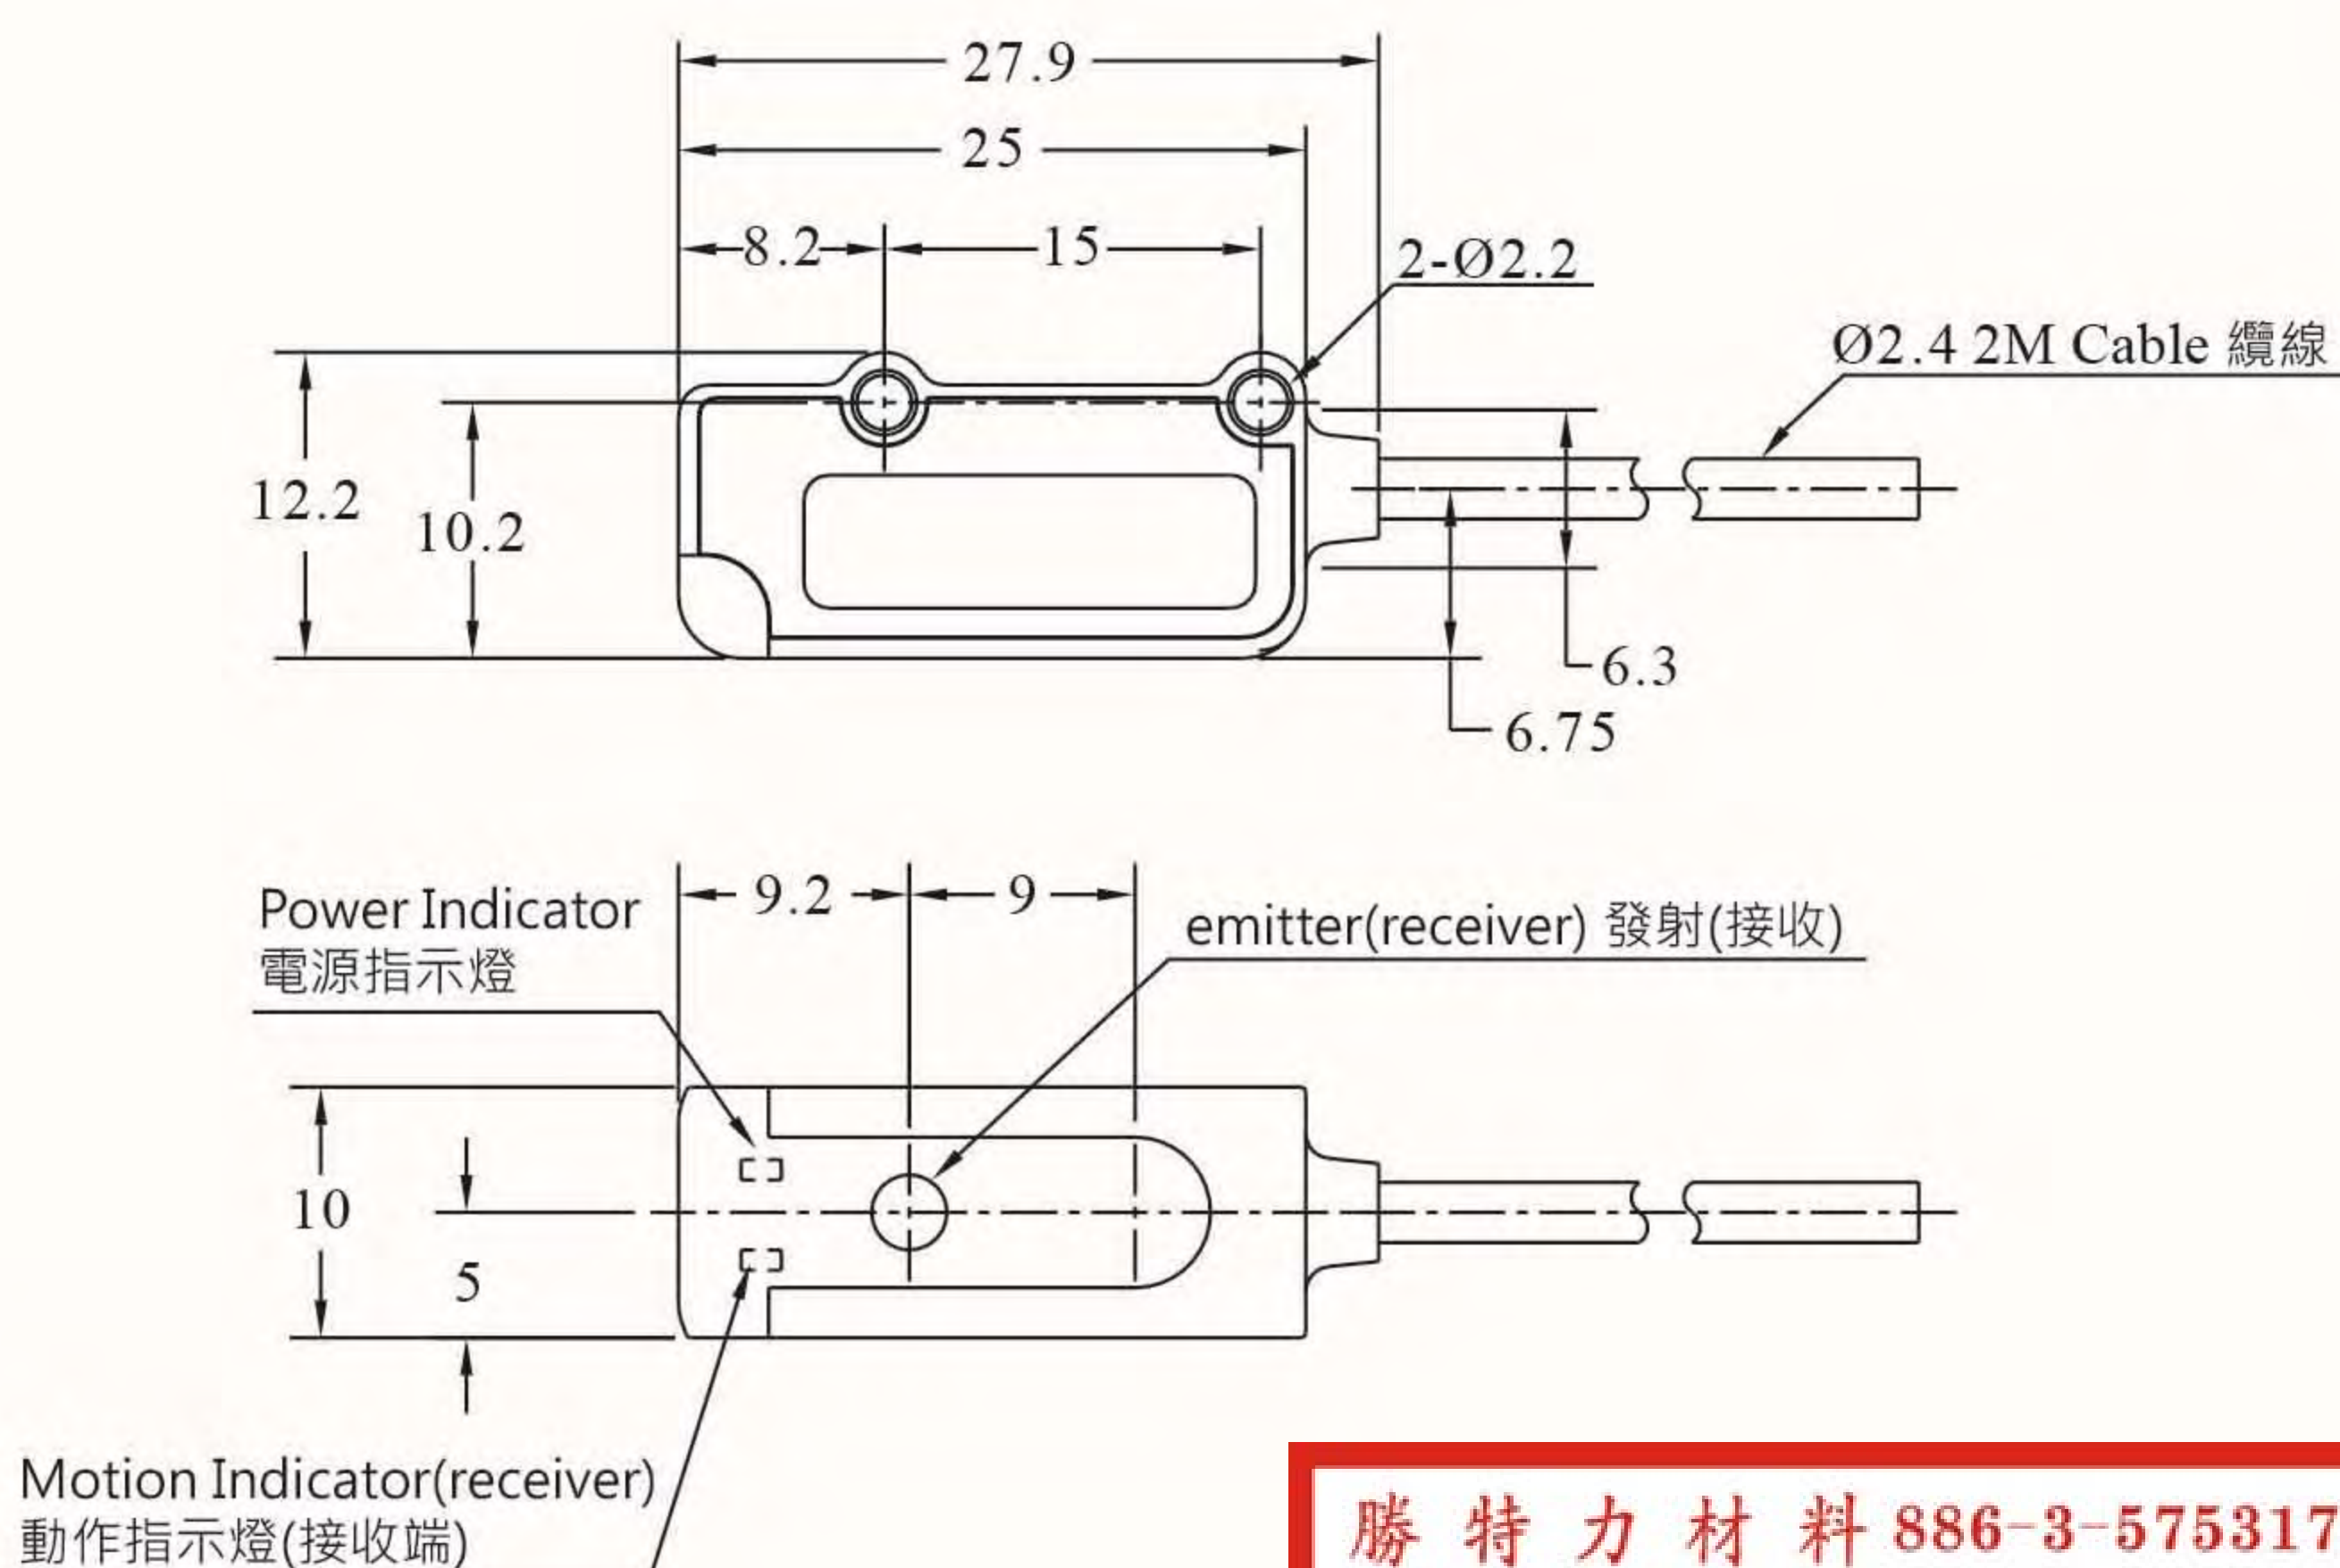 27.9
25
8.2
15
2-Ø2.2
Ø2.4 2M Cable 纜線
12.2
10.2
6.3
6.75
9.2
9
Power Indicator
電源指示燈
emitter(receiver) 發射(接收)
10
5
Motion Indicator(receiver)
動作指示燈(接收端)
勝特力材料 886-3-575317